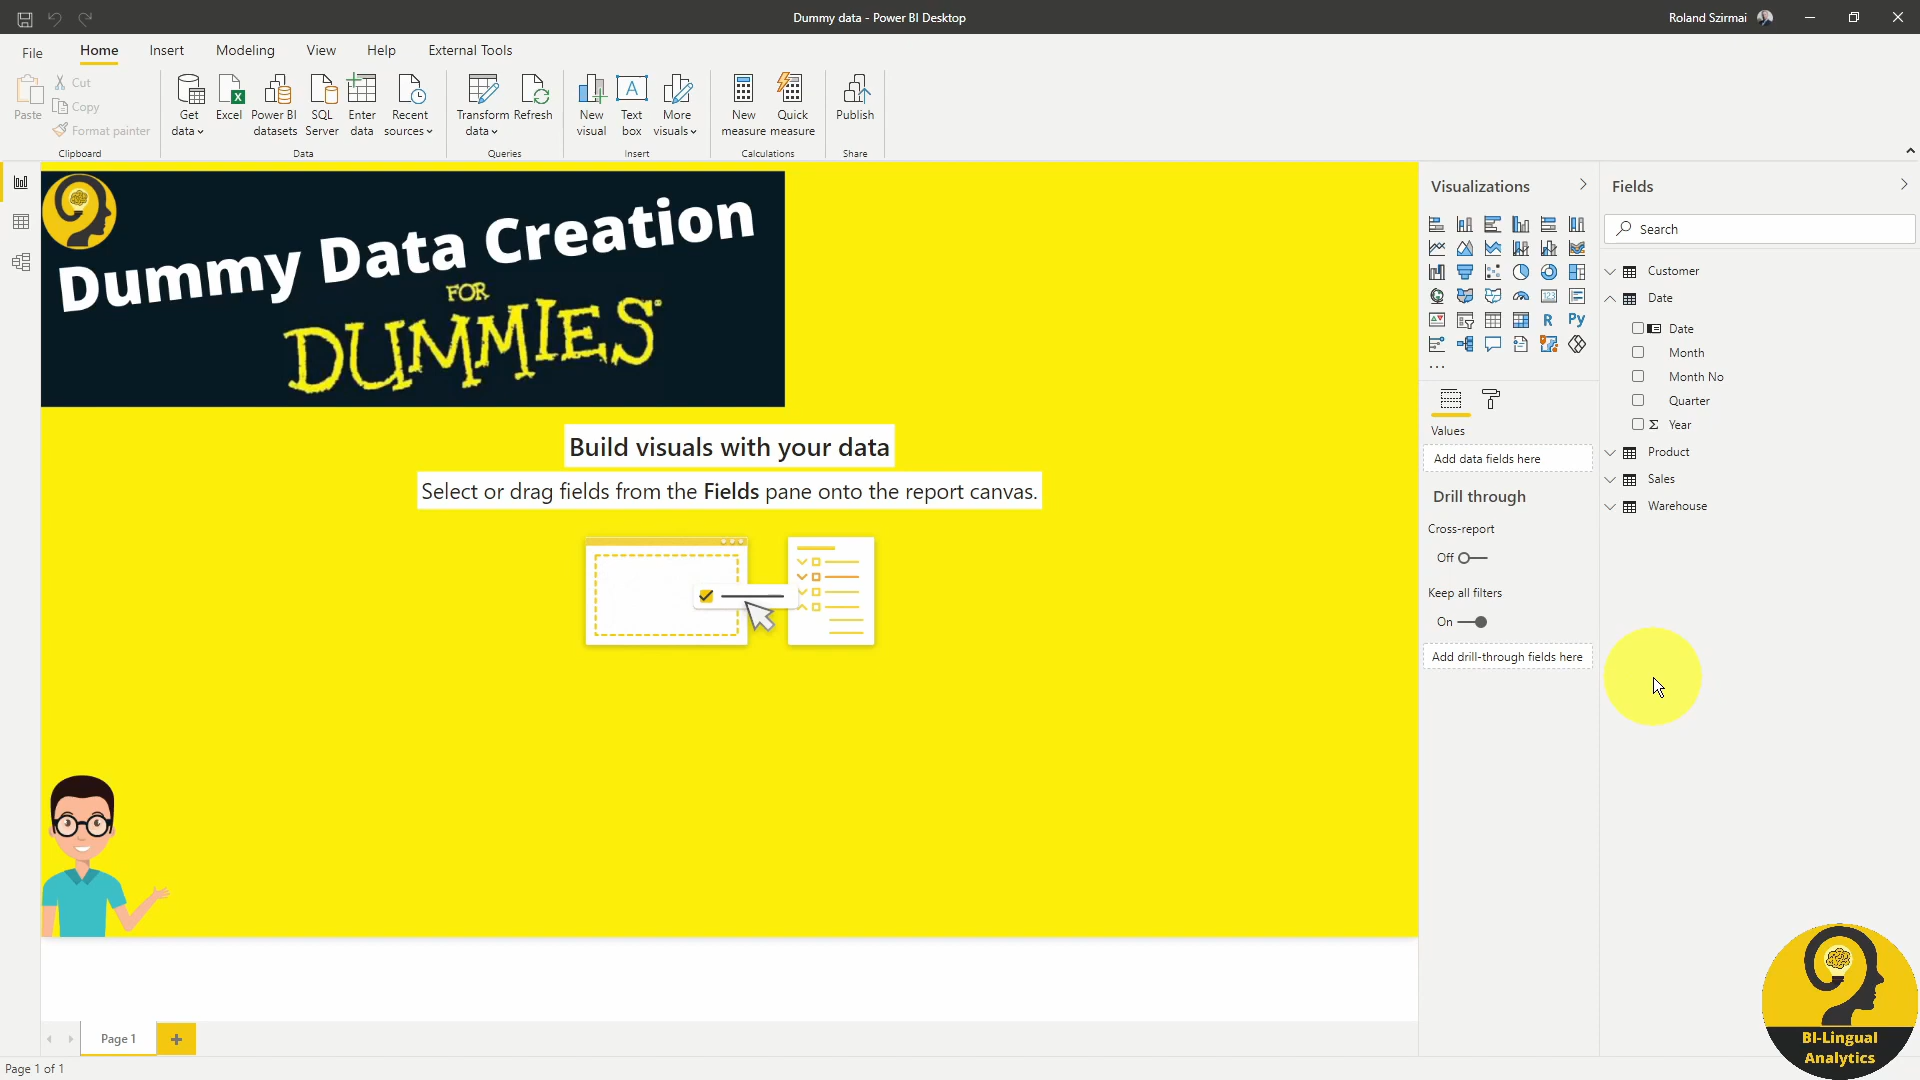 Dummy data - Power BI Desktop
Roland Szirmai
File
Home
Insert
Modeling
View
Help
External Tools
Paste
Cut
Copy
Format painter
Clipboard
Get
data
Excel
Power BI
datasets
SQL
Server
Enter
data
Recent
sources
Data
Transform
data
Refresh
Queries
New
visual
Text
box
More
visuals
Insert
New
measure
Quick
measure
Calculations
Publish
Share
Dummy Data Creation
FOR
DUMMIES
Build visuals with your data
Select or drag fields from the Fields pane onto the report canvas.
Visualizations
R
Py
Values
Add data fields here
Drill through
Cross-report
Off
Keep all filters
On
Add drill-through fields here
Fields
Search
Customer
Date
Date
Month
Month No
Quarter
Σ Year
Product
Sales
Warehouse
BI-Lingual
Analytics
Page 1
Page 1 of 1